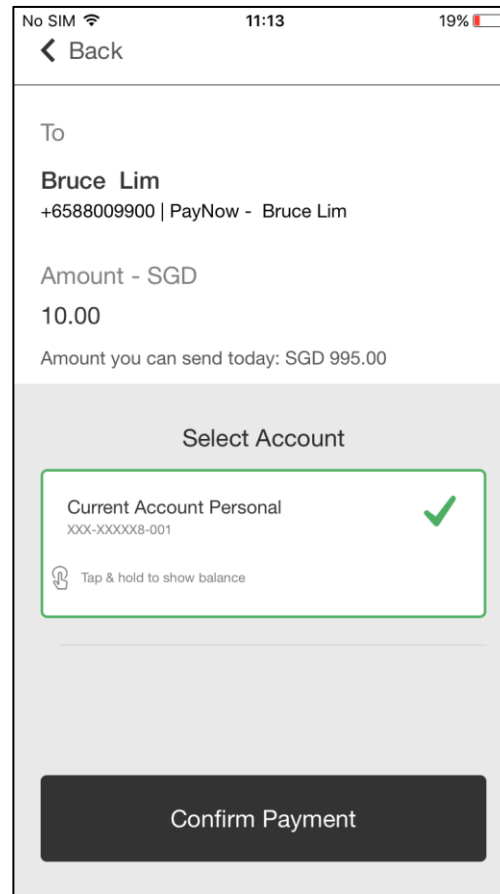 No SIM 11:13 19%
Back
To
Bruce Lim
+6588009900 | PayNow - Bruce Lim
Amount - SGD
10.00
Amount you can send today: SGD 995.00
Select Account
Current Account Personal
XXX-XXXXX8-001
Tap & hold to show balance
Confirm Payment